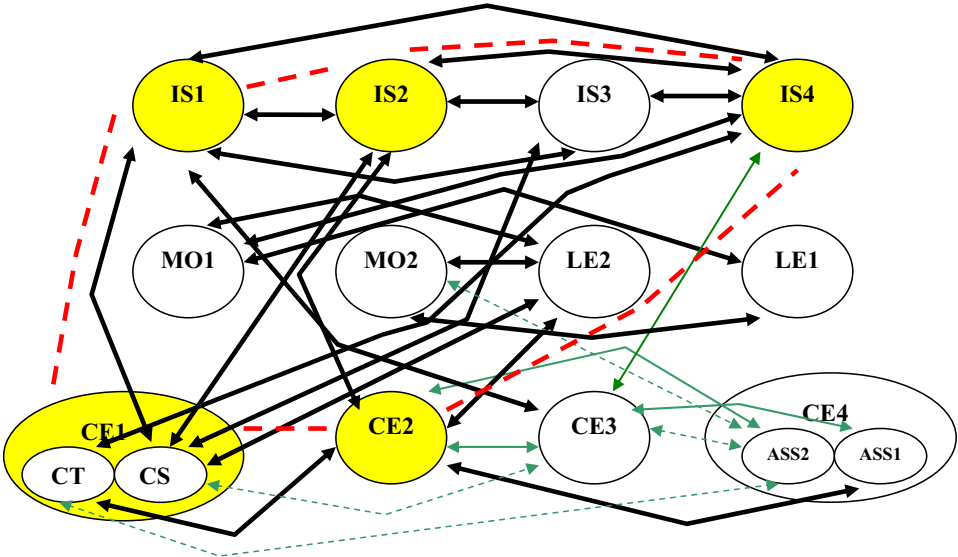 IS1
IS2
IS3
IS4
MO1
MO2
LE2
LE1
CE1
CT
CS
CE2
CE3
CE4
ASS2
ASS1